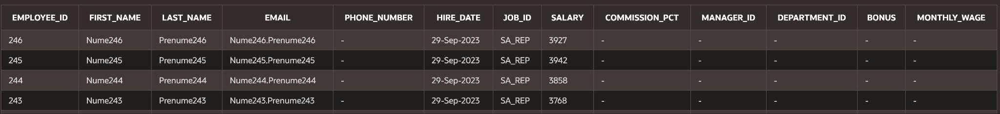 EMPLOYEE_ID FIRST_NAME LAST_NAME EMAIL PHONE_NUMBER HIRE_DATE JOB_ID SALARY COMMISSION_PCT MANAGER_ID DEPARTMENT_ID BONUS MONTHLY_WAGE
246 Nume246 Prenume246 Nume246.Prenume246 - 29-Sep-2023 SA_REP 3927 - - - - -
245 Nume245 Prenume245 Nume245.Prenume245 - 29-Sep-2023 SA_REP 3942 - - - - -
244 Nume244 Prenume244 Nume244.Prenume244 - 29-Sep-2023 SA_REP 3858 - - - - -
243 Nume243 Prenume243 Nume243.Prenume243 - 29-Sep-2023 SA_REP 3768 - - - - -